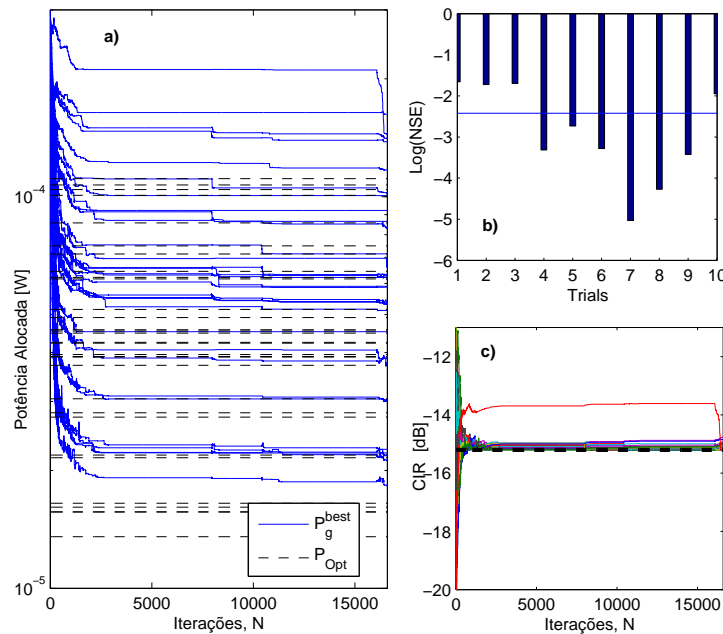 a)
10^-4
10^-5
Potência Alocada [W]
0
5000
10000
15000
Iterações, N
P_g^best
P_Opt
0
−1
−2
−3
−4
−5
−6
Log(NSE)
b)
1 2 3 4 5 6 7 8 9 10
Trials
c)
−11
−14
−16
−20
CIR [dB]
0
5000
10000
15000
Iterações, N